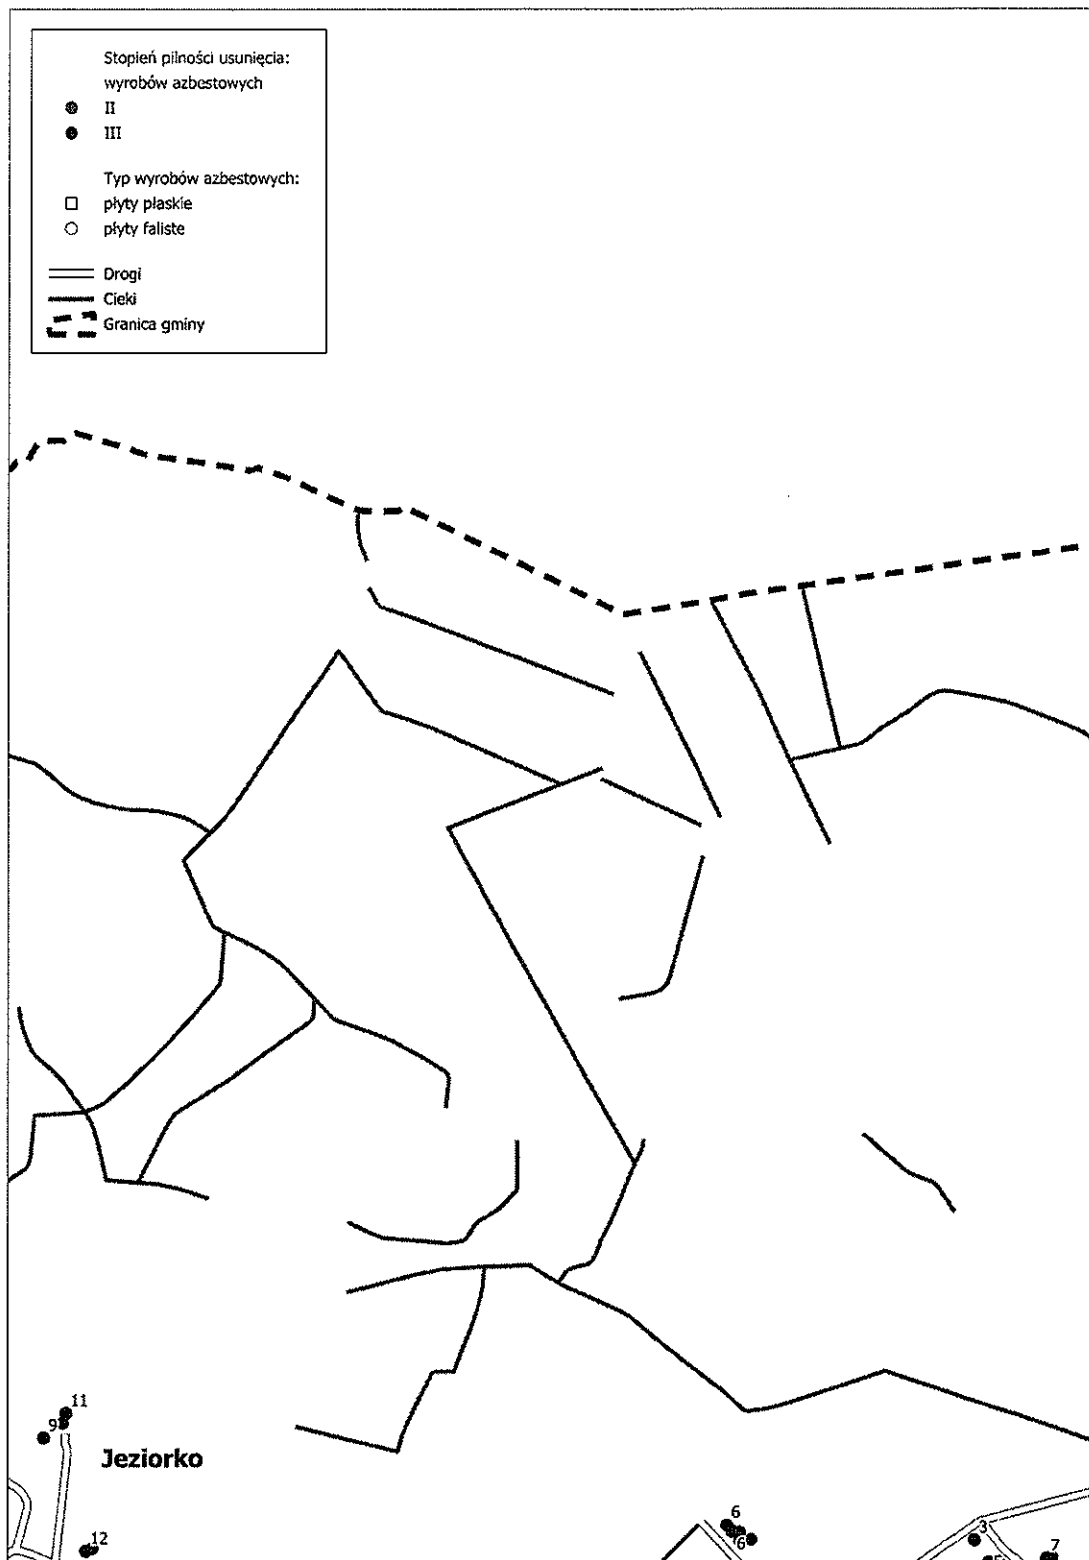 Stopień pilności usunięcia:
wyrobów azbestowych
II
III
Typ wyrobów azbestowych:
płyty płaskie
płyty faliste
Drogi
Cieki
Granica gminy
11
9
Jeziorko
12
6
6
3
5
7